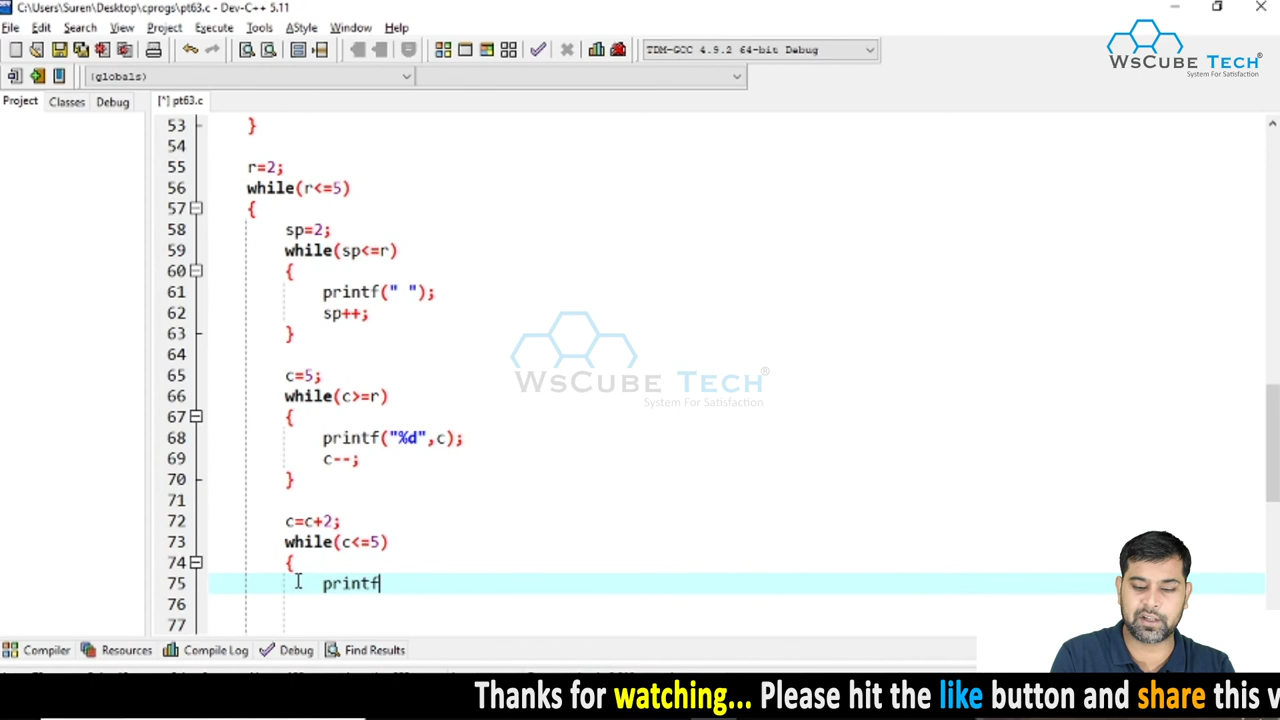 C:\Users\Suren\Desktop\cprogs\pt63.c - Dev-C++ 5.11
File Edit Search View Project Execute Tools AStyle Window Help
TDM-GCC 4.9.2 64-bit Debug
(globals)
Project Classes Debug [*] pt63.c
WsCube Tech®
System For Satisfaction
53 }
54
55 r=2;
56 while(r<=5)
57 {
58 sp=2;
59 while(sp<=r)
60 {
61 printf(" ");
62 sp++;
63 }
64
65 c=5;
66 while(c>=r)
67 {
68 printf("%d",c);
69 c--;
70 }
71
72 c=c+2;
73 while(c<=5)
74 {
75 printf
76
77
WsCube Tech®
System For Satisfaction
Compiler Resources Compile Log Debug Find Results
Thanks for watching... Please hit the like button and share this